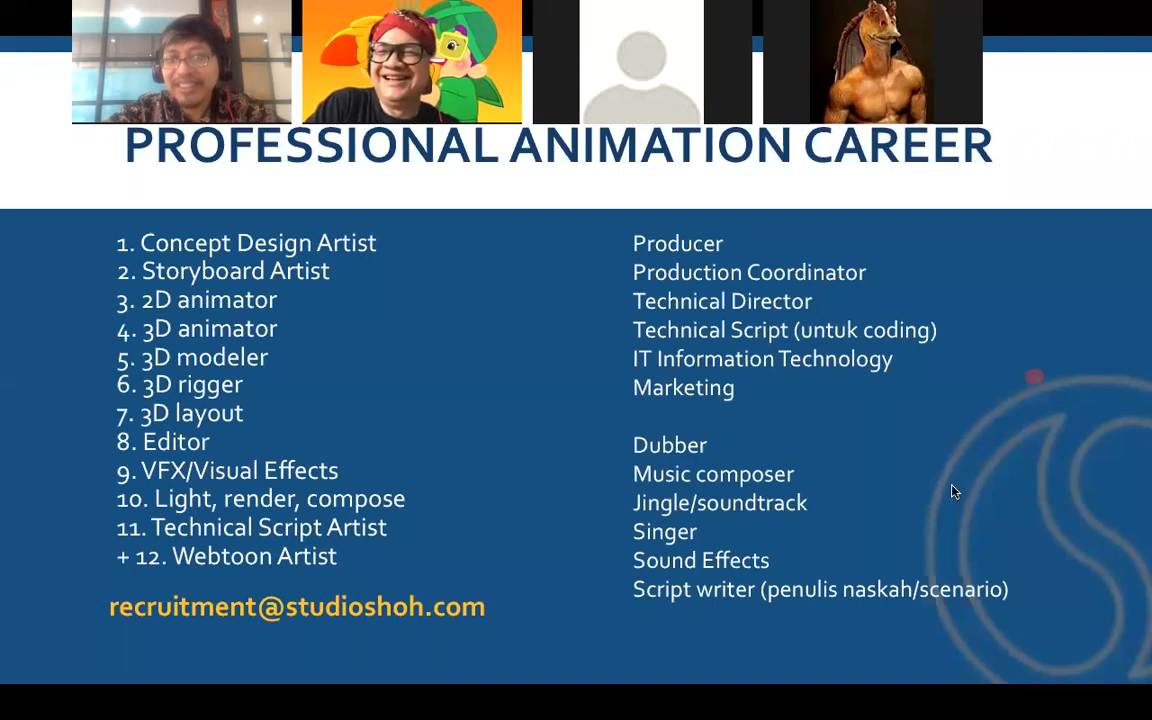 PROFESSIONAL ANIMATION CAREER
1. Concept Design Artist
2. Storyboard Artist
3. 2D animator
4. 3D animator
5. 3D modeler
6. 3D rigger
7. 3D layout
8. Editor
9. VFX/Visual Effects
10. Light, render, compose
11. Technical Script Artist
+ 12. Webtoon Artist
recruitment@studioshoh.com
Producer
Production Coordinator
Technical Director
Technical Script (untuk coding)
IT Information Technology
Marketing
Dubber
Music composer
Jingle/soundtrack
Singer
Sound Effects
Script writer (penulis naskah/scenario)